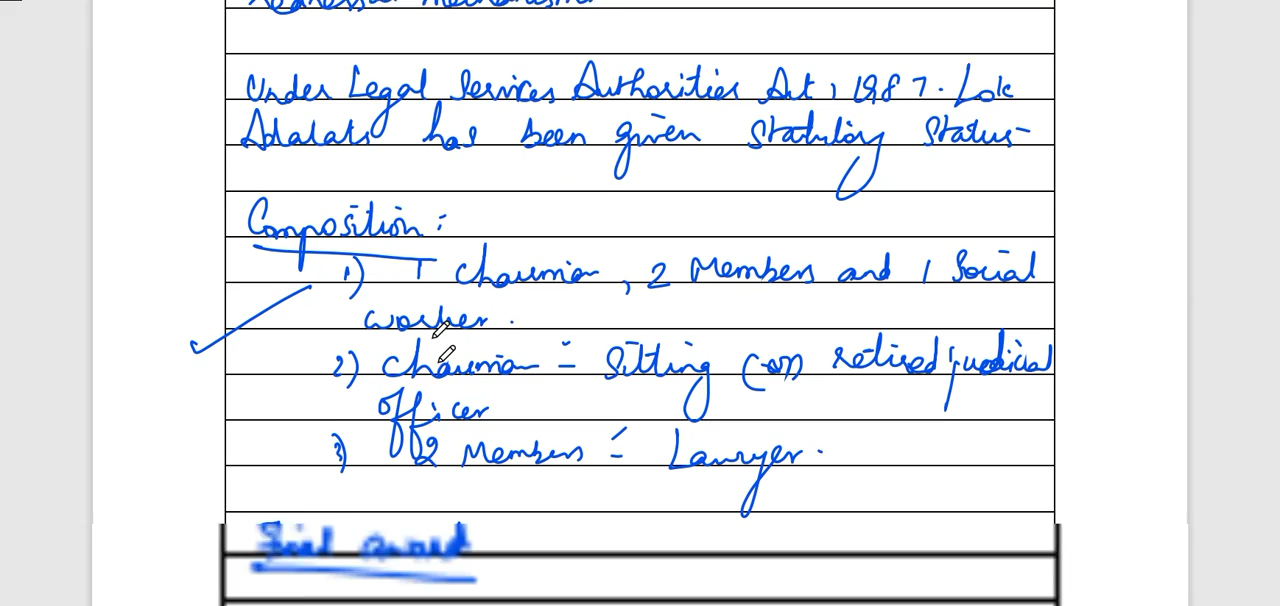 Under Legal Services Authorities Act, 1987. Lok
Adalats has been given Statutory Status-
Composition:
1) 1 Chairman, 2 Members and 1 Social
worker.
2) Chairman = Sitting (or) retired judicial
officer
3) 2 Members = Lawyer.